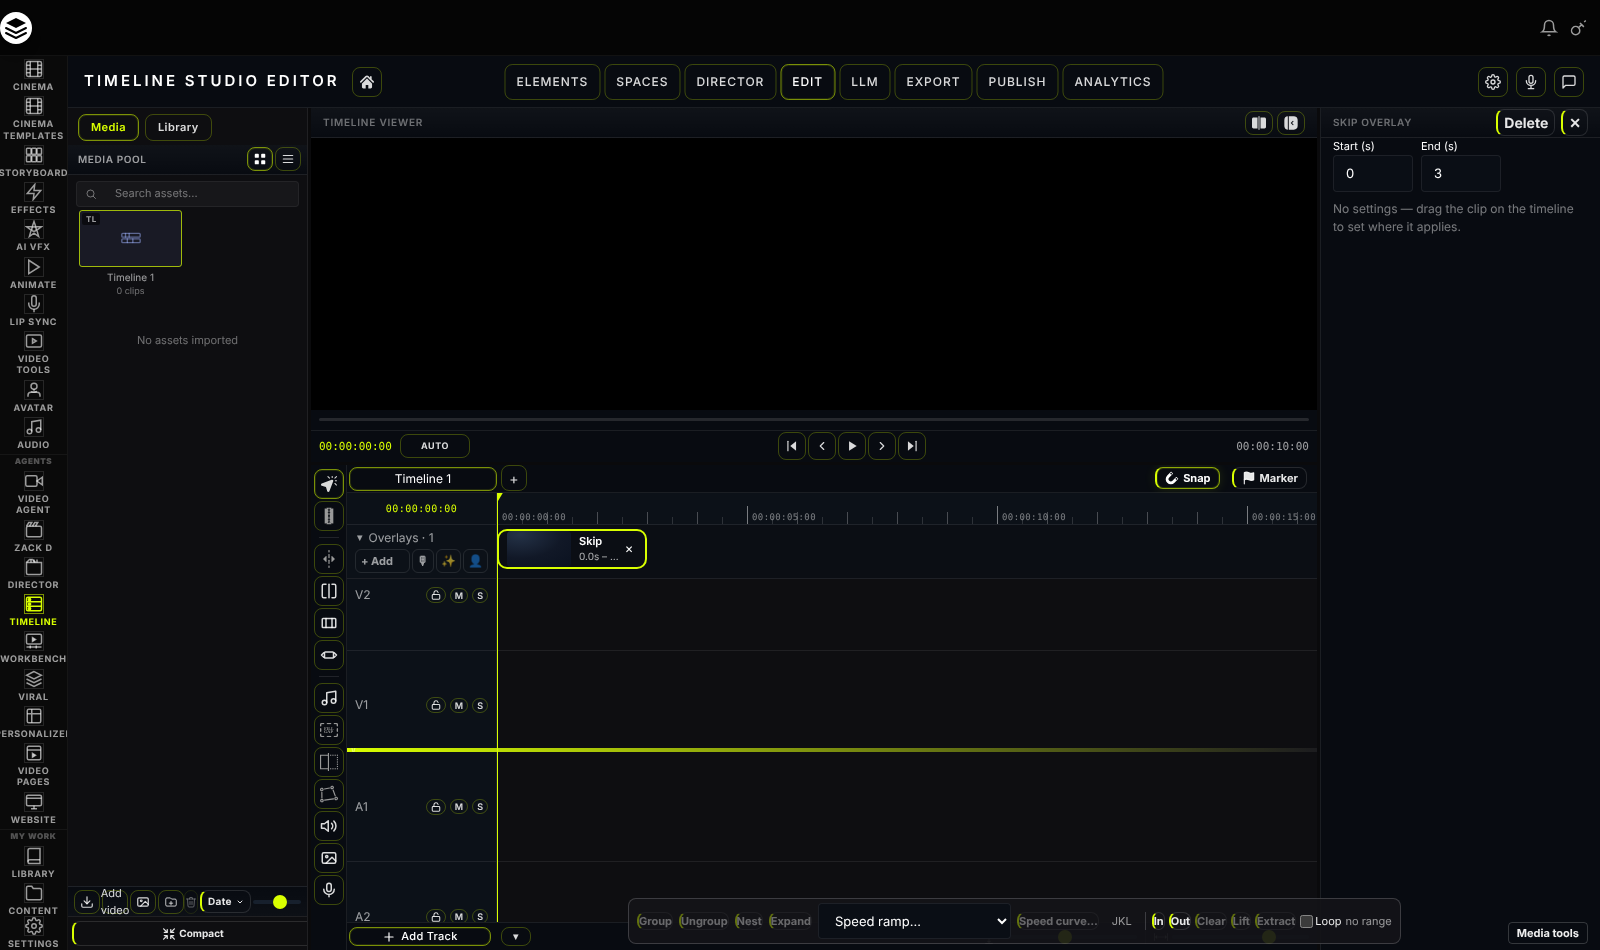 TIMELINE STUDIO EDITOR
ELEMENTS
SPACES
DIRECTOR
EDIT
LLM
EXPORT
PUBLISH
ANALYTICS
CINEMA
CINEMA
TEMPLATES
STORYBOARD
EFFECTS
AI VFX
ANIMATE
LIP SYNC
VIDEO
TOOLS
AVATAR
AUDIO
AGENTS
VIDEO
AGENT
ZACK D
DIRECTOR
TIMELINE
WORKBENCH
VIRAL
PERSONALIZE
VIDEO
PAGES
WEBSITE
MY WORK
LIBRARY
CONTENT
SETTINGS
Media
Library
MEDIA POOL
Search assets...
TL
Timeline 1
0 clips
No assets imported
Add
video
Date
Compact
TIMELINE VIEWER
00:00:00:00
AUTO
00:00:10:00
Timeline 1
+
Snap
Marker
00:00:00:00
00:00:00:00
00:00:05:00
00:00:10:00
00:00:15:00
▼ Overlays · 1
+ Add
Skip
0.0s – ...
×
V2
M
S
V1
M
S
A1
M
S
A2
M
S
+ Add Track
▼
Group
Ungroup
Nest
Expand
Speed ramp...
Speed curve...
JKL
In
Out
Clear
Lift
Extract
Loop
no range
SKIP OVERLAY
Delete
✕
Start (s)
End (s)
0
3
No settings — drag the clip on the timeline
to set where it applies.
Media tools